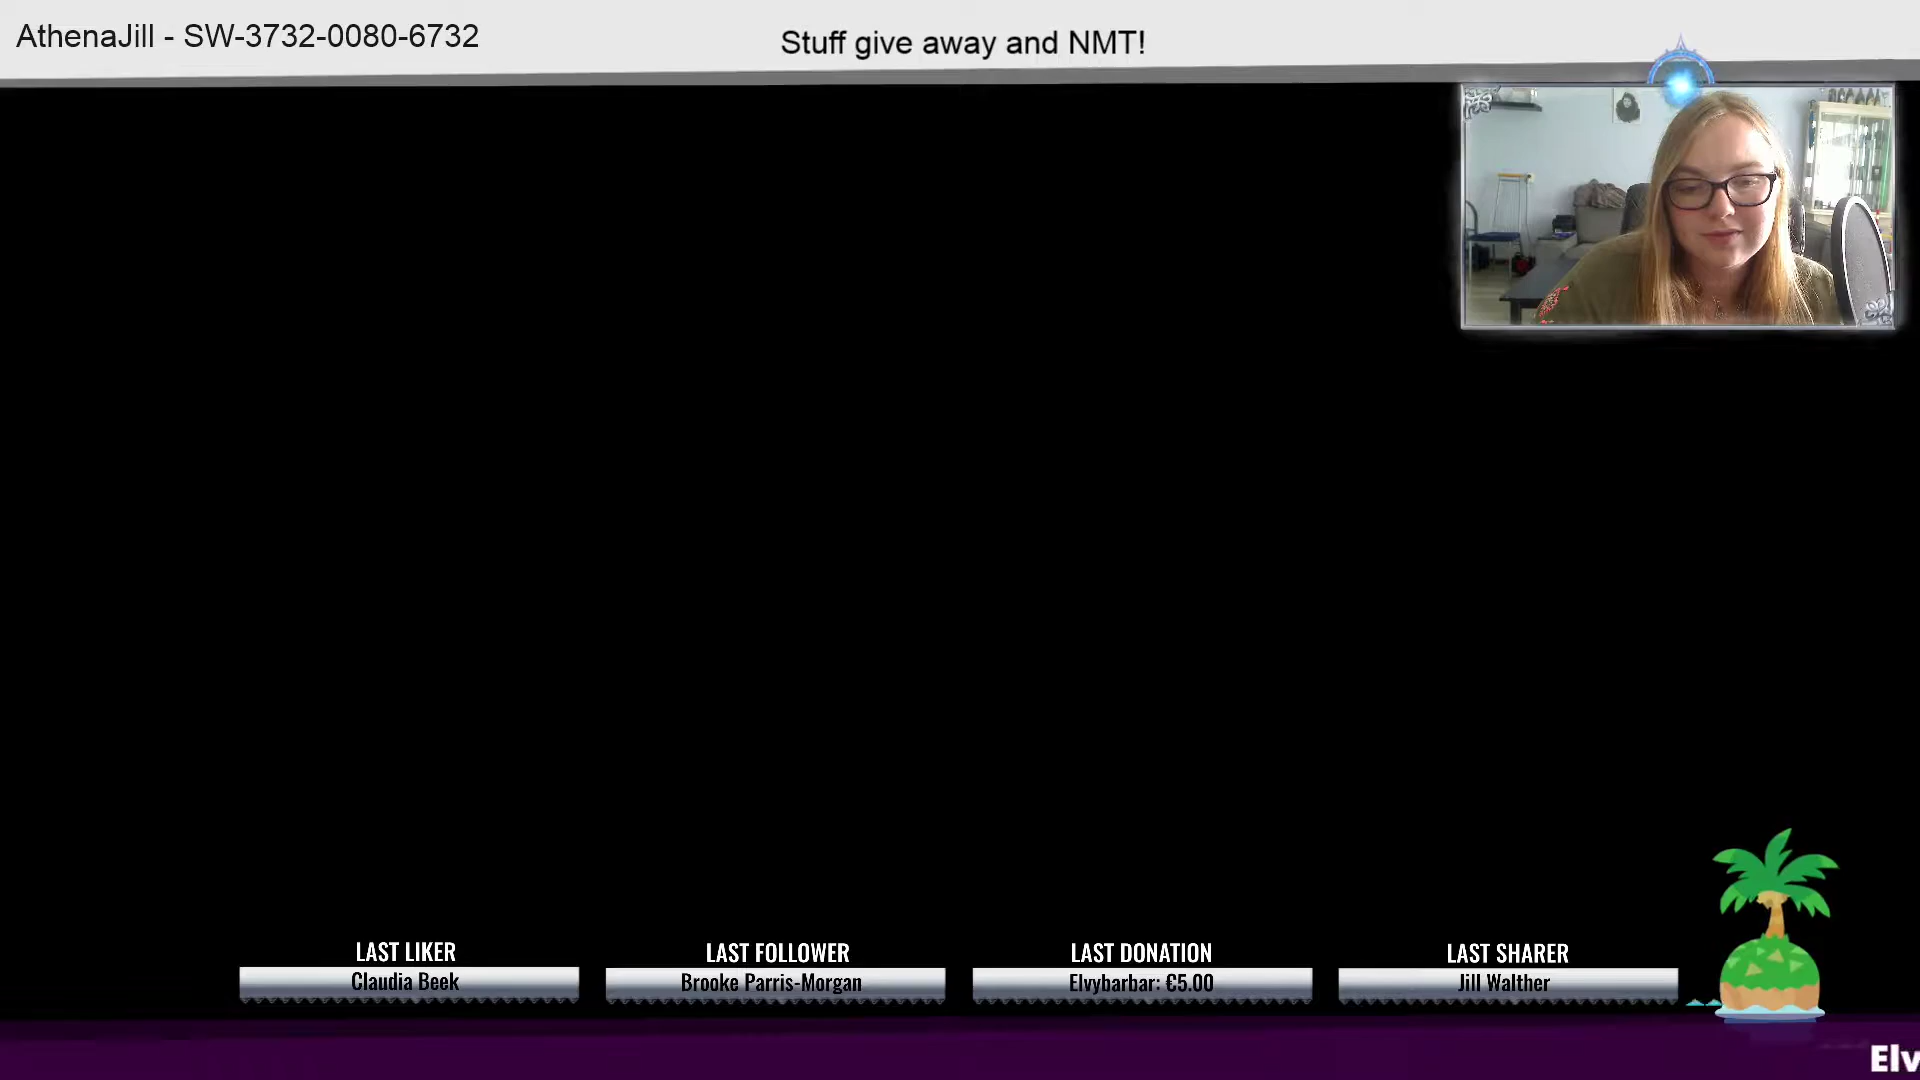 AthenaJill - SW-3732-0080-6732
Stuff give away and NMT!
LAST LIKER
Claudia Beek
LAST FOLLOWER
Brooke Parris-Morgan
LAST DONATION
Elvybarbar: €5.00
LAST SHARER
Jill Walther
Elv